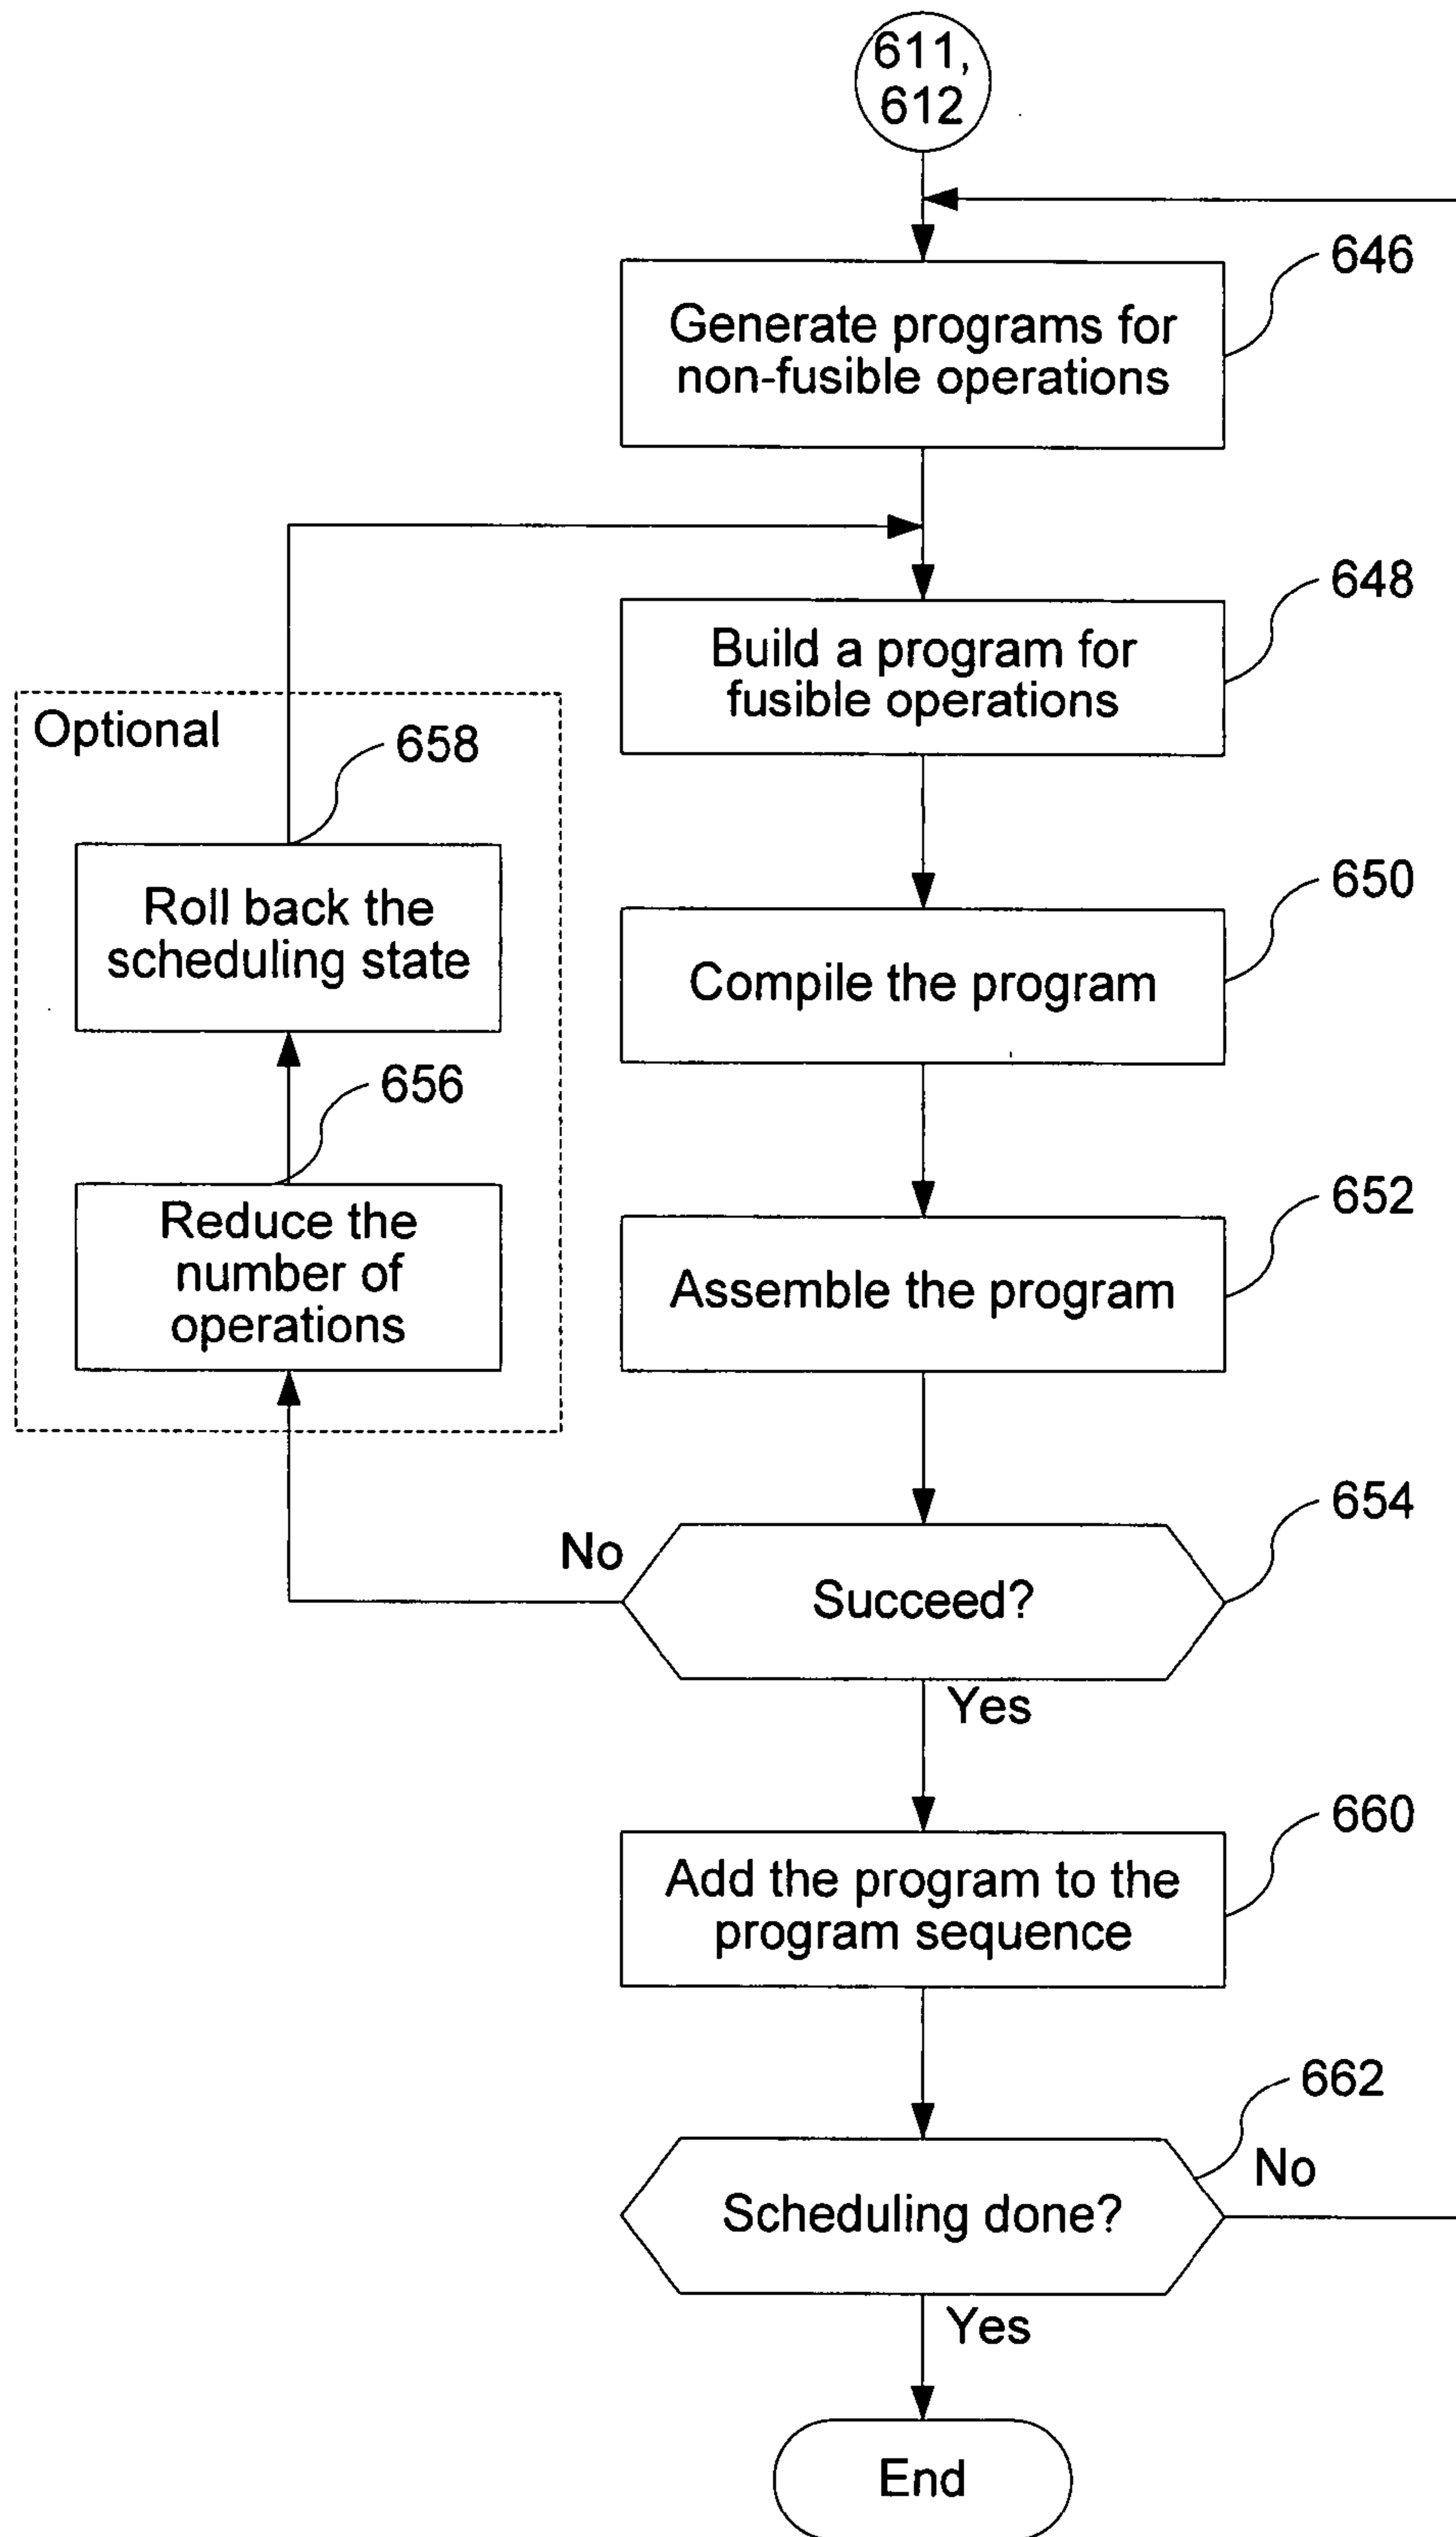 611,
612
646
Generate programs for
non-fusible operations
648
Build a program for
fusible operations
Optional
658
Roll back the
scheduling state
650
Compile the program
656
Reduce the
number of
operations
652
Assemble the program
654
No
Succeed?
Yes
660
Add the program to the
program sequence
662
No
Scheduling done?
Yes
End